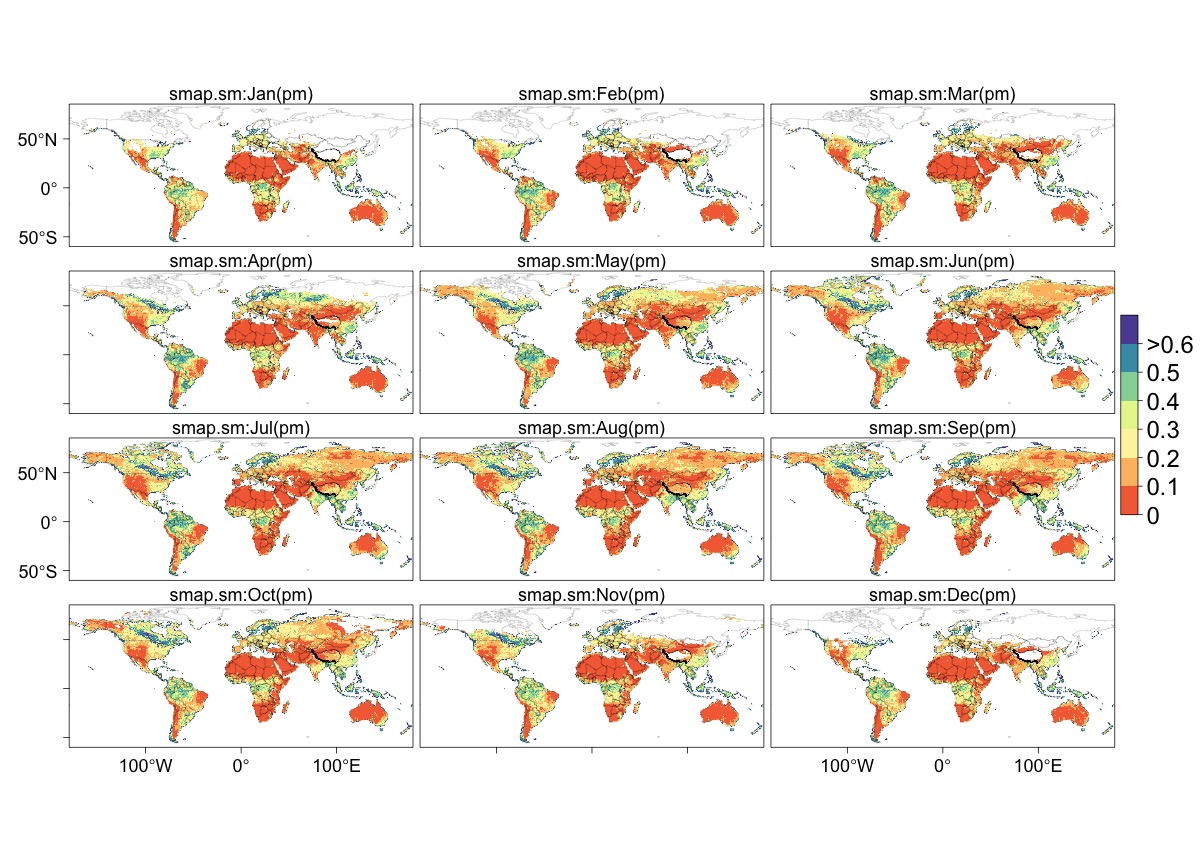 smap.sm:Jan(pm)
smap.sm:Feb(pm)
smap.sm:Mar(pm)
50°N
0°
50°S
smap.sm:Apr(pm)
smap.sm:May(pm)
smap.sm:Jun(pm)
>0.6
0.5
0.4
0.3
0.2
0.1
0
smap.sm:Jul(pm)
smap.sm:Aug(pm)
smap.sm:Sep(pm)
50°N
0°
50°S
smap.sm:Oct(pm)
smap.sm:Nov(pm)
smap.sm:Dec(pm)
100°W 0° 100°E
100°W 0° 100°E